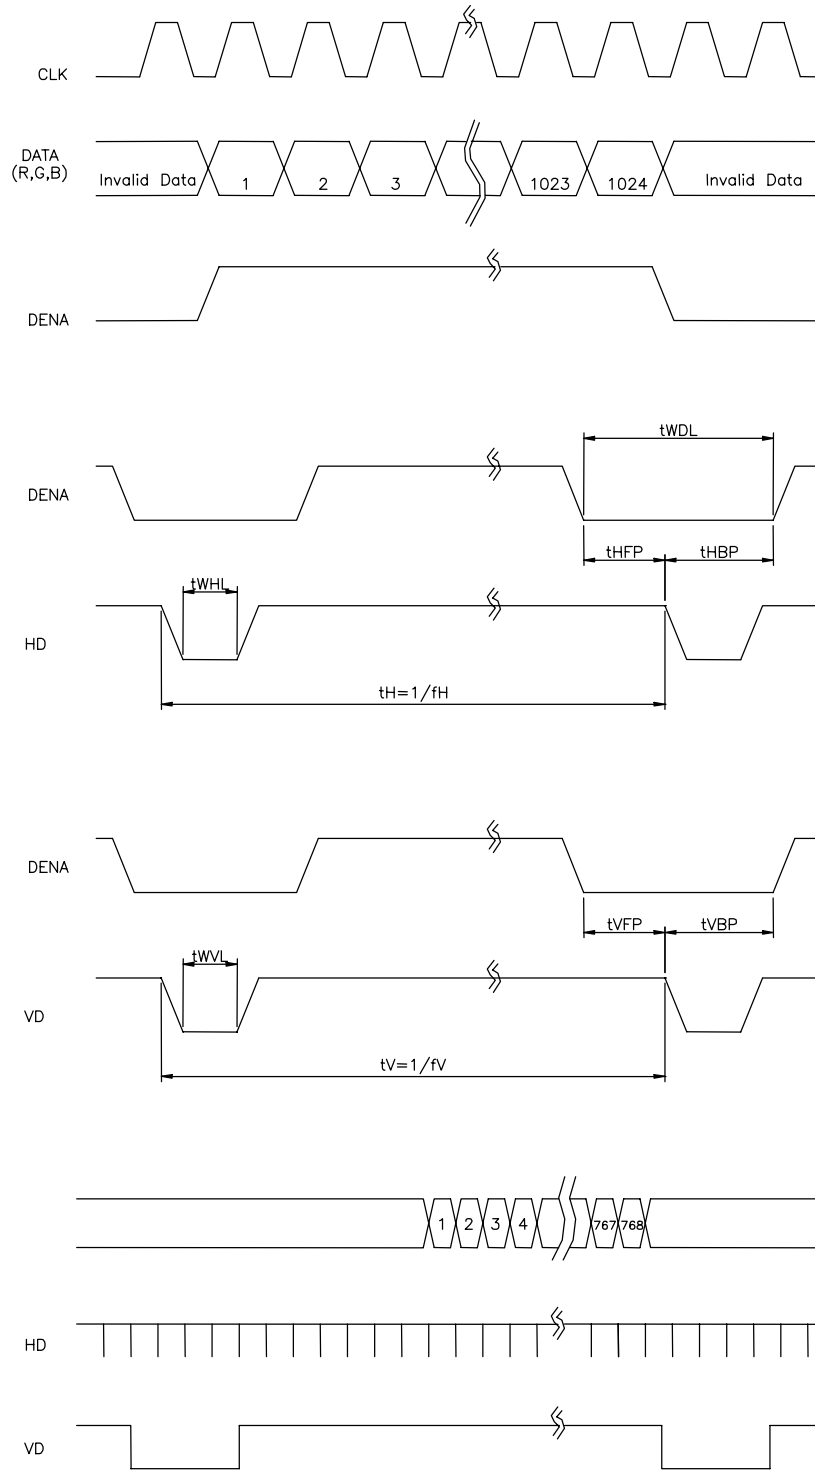 CLK
DATA
(R,G,B)
Invalid Data 1 2 3 1023 1024 Invalid Data
DENA
tWDL
DENA
tHFP tHBP
tWHL
HD
tH=1/fH
DENA
tVFP tVBP
tWVL
VD
tV=1/fV
1 2 3 4 767 768
HD
VD